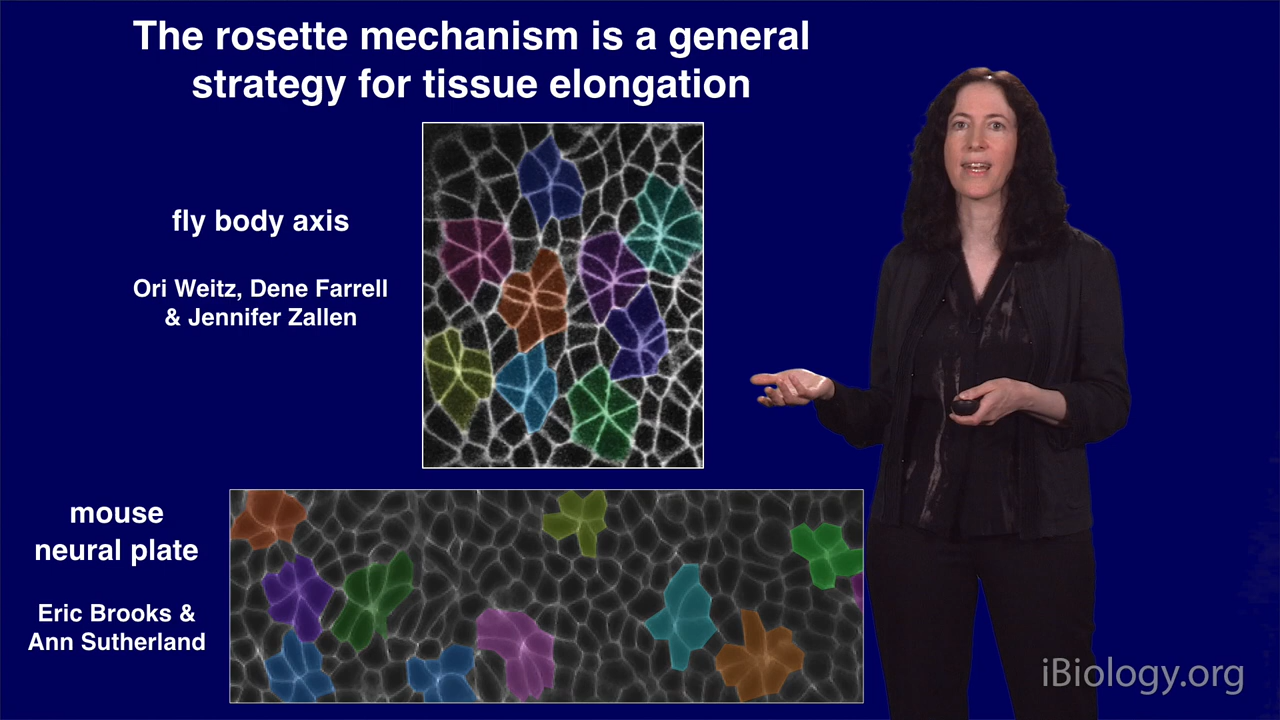 The rosette mechanism is a general
strategy for tissue elongation
fly body axis
Ori Weitz, Dene Farrell
& Jennifer Zallen
mouse
neural plate
Eric Brooks &
Ann Sutherland
iBiology.org